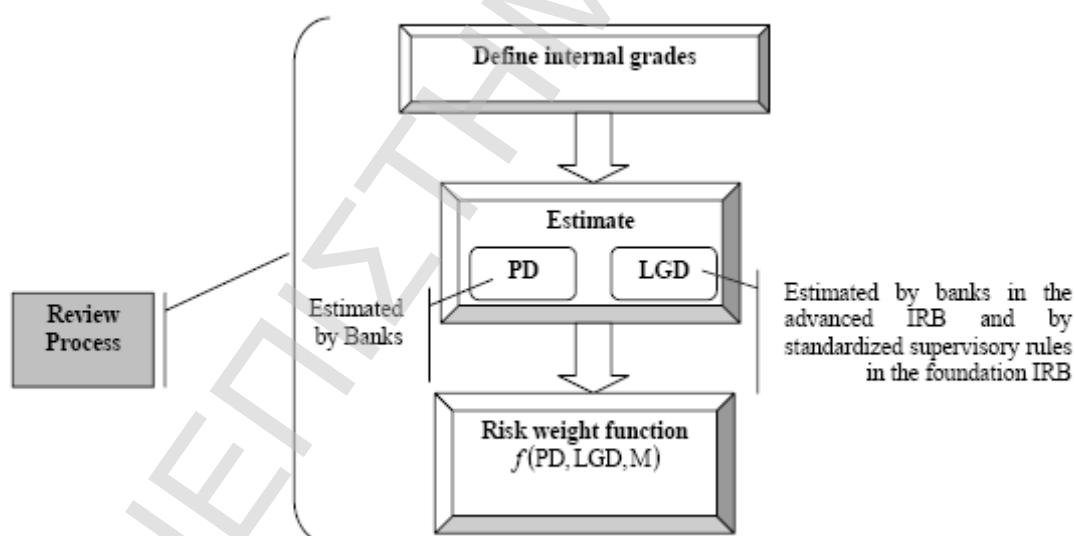 Define internal grades
Estimate
PD
LGD
Estimated
by Banks
Estimated by banks in the
advanced IRB and by
standardized supervisory rules
in the foundation IRB
Review
Process
Risk weight function
f(PD, LGD, M)